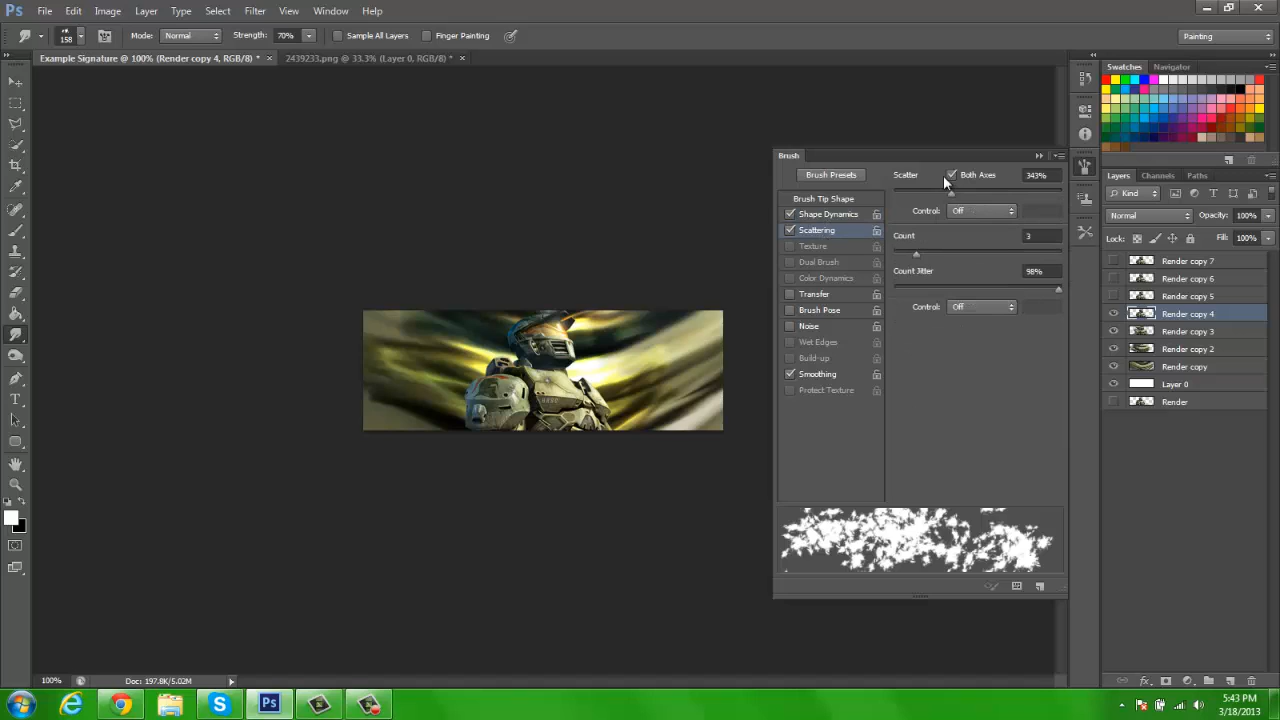 Ps File Edit Image Layer Type Select Filter View Window Help
158 Mode: Normal Strength: 70% Sample All Layers Finger Painting Painting
Example Signature @ 100% (Render copy 4, RGB/8) * × 2439233.png @ 33.3% (Layer 0, RGB/8) * ×
Swatches Navigator
Brush
Brush Presets Scatter Both Axes 343%
Brush Tip Shape
Shape Dynamics Control: Off
Scattering Count 3
Texture
Dual Brush
Color Dynamics Count Jitter 98%
Transfer
Brush Pose Control: Off
Noise
Wet Edges
Build-up
Smoothing
Protect Texture
Layers Channels Paths
Kind
Normal Opacity: 100%
Lock: Fill: 100%
Render copy 7
Render copy 6
Render copy 5
Render copy 4
Render copy 3
Render copy 2
Render copy
Layer 0
Render
100% Doc: 197.8K/5.02M
5:43 PM
3/18/2013